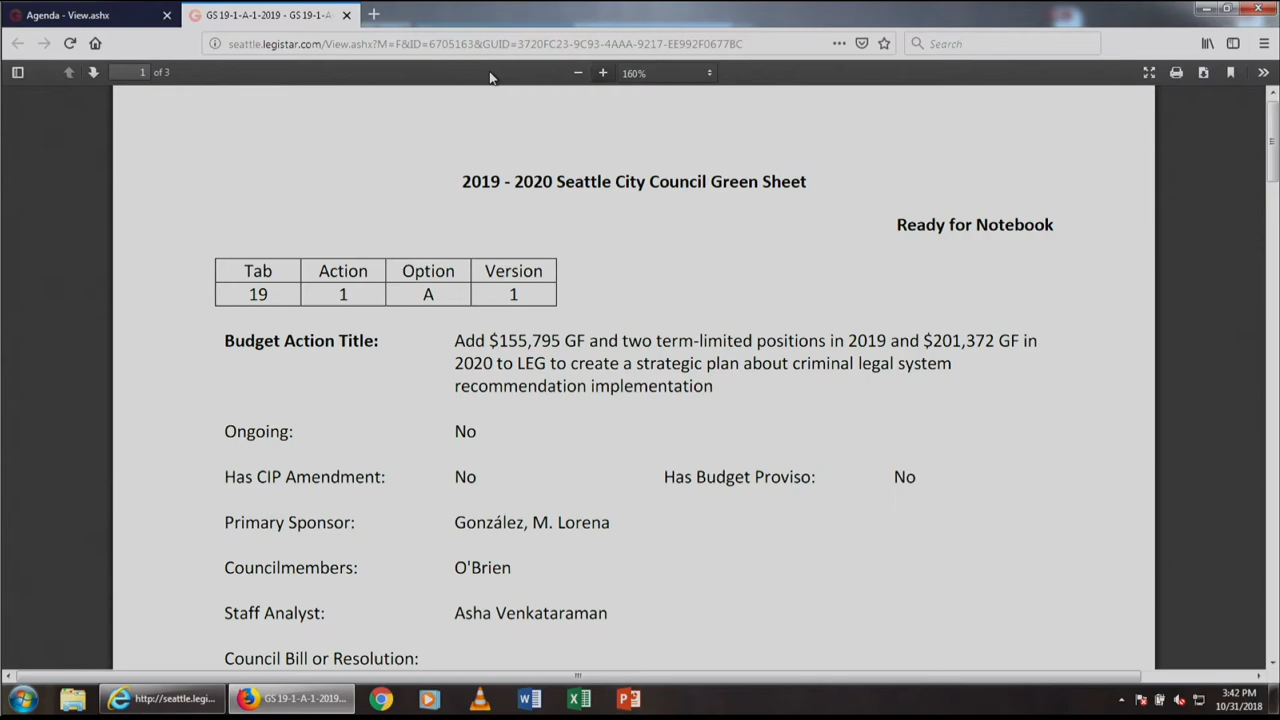 Agenda - View.ashx
GS 19-1-A-1-2019 - GS 19-1-A-
seattle.legistar.com/View.ashx?M=F&ID=6705163&GUID=3720FC23-9C93-4AAA-9217-EE992F0677BC
Search
1 of 3
160%
2019 - 2020 Seattle City Council Green Sheet
Ready for Notebook
Tab Action Option Version
19 1 A 1
Budget Action Title: Add $155,795 GF and two term-limited positions in 2019 and $201,372 GF in
2020 to LEG to create a strategic plan about criminal legal system
recommendation implementation
Ongoing: No
Has CIP Amendment: No Has Budget Proviso: No
Primary Sponsor: González, M. Lorena
Councilmembers: O'Brien
Staff Analyst: Asha Venkataraman
Council Bill or Resolution:
http://seattle.legi...
GS 19-1-A-1-2019...
3:42 PM
10/31/2018